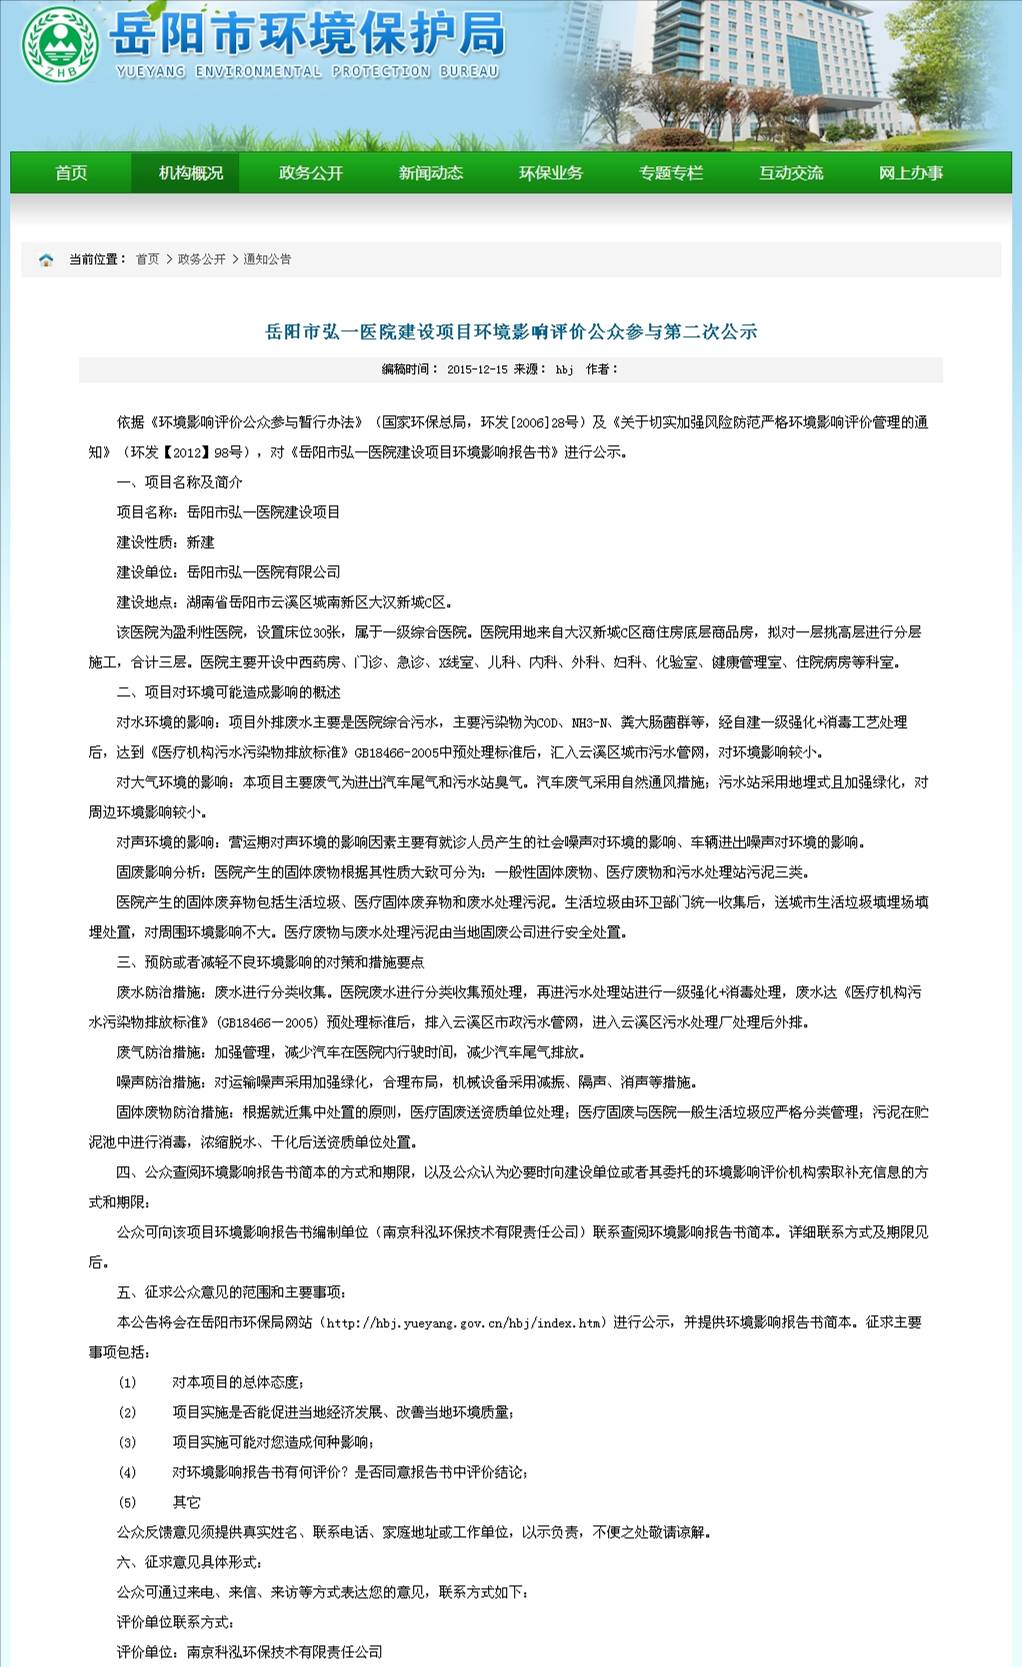 岳阳市环境保护局
YUEYANG ENVIRONMENTAL PROTECTION BUREAU
ZHB
首页 机构概况 政务公开 新闻动态 环保业务 专题专栏 互动交流 网上办事
当前位置： 首页 > 政务公开 > 通知公告
岳阳市弘一医院建设项目环境影响评价公众参与第二次公示
编稿时间： 2015-12-15 来源： hbj 作者：
依据《环境影响评价公众参与暂行办法》（国家环保总局，环发[2006]28号）及《关于切实加强风险防范严格环境影响评价管理的通
知》（环发【2012】98号），对《岳阳市弘一医院建设项目环境影响报告书》进行公示。
一、项目名称及简介
项目名称：岳阳市弘一医院建设项目
建设性质：新建
建设单位：岳阳市弘一医院有限公司
建设地点：湖南省岳阳市云溪区城南新区大汉新城C区。
该医院为盈利性医院，设置床位30张，属于一级综合医院。医院用地来自大汉新城C区商住房底层商品房，拟对一层挑高层进行分层
施工，合计三层。医院主要开设中西药房、门诊、急诊、X线室、儿科、内科、外科、妇科、化验室、健康管理室、住院病房等科室。
二、项目对环境可能造成影响的概述
对水环境的影响：项目外排废水主要是医院综合污水，主要污染物为COD、NH3-N、粪大肠菌群等，经自建一级强化+消毒工艺处理
后，达到《医疗机构污水污染物排放标准》GB18466-2005中预处理标准后，汇入云溪区城市污水管网，对环境影响较小。
对大气环境的影响：本项目主要废气为进出汽车尾气和污水站臭气。汽车废气采用自然通风措施；污水站采用地埋式且加强绿化，对
周边环境影响较小。
对声环境的影响：营运期对声环境的影响因素主要有就诊人员产生的社会噪声对环境的影响、车辆进出噪声对环境的影响。
固废影响分析：医院产生的固体废物根据其性质大致可分为：一般性固体废物、医疗废物和污水处理站污泥三类。
医院产生的固体废弃物包括生活垃圾、医疗固体废弃物和废水处理污泥。生活垃圾由环卫部门统一收集后，送城市生活垃圾填埋场填
埋处置，对周围环境影响不大。医疗废物与废水处理污泥由当地固废公司进行安全处置。
三、预防或者减轻不良环境影响的对策和措施要点
废水防治措施：废水进行分类收集。医院废水进行分类收集预处理，再进污水处理站进行一级强化+消毒处理，废水达《医疗机构污
水污染物排放标准》(GB18466－2005) 预处理标准后，排入云溪区市政污水管网，进入云溪区污水处理厂处理后外排。
废气防治措施：加强管理，减少汽车在医院内行驶时间，减少汽车尾气排放。
噪声防治措施：对运输噪声采用加强绿化，合理布局，机械设备采用减振、隔声、消声等措施。
固体废物防治措施：根据就近集中处置的原则，医疗固废送资质单位处理；医疗固废与医院一般生活垃圾应严格分类管理；污泥在贮
泥池中进行消毒，浓缩脱水、干化后送资质单位处置。
四、公众查阅环境影响报告书简本的方式和期限，以及公众认为必要时向建设单位或者其委托的环境影响评价机构索取补充信息的方
式和期限：
公众可向该项目环境影响报告书编制单位（南京科泓环保技术有限责任公司）联系查阅环境影响报告书简本。详细联系方式及期限见
后。
五、征求公众意见的范围和主要事项：
本公告将会在岳阳市环保局网站（http://hbj.yueyang.gov.cn/hbj/index.htm）进行公示，并提供环境影响报告书简本。征求主要
事项包括：
(1) 对本项目的总体态度；
(2) 项目实施是否能促进当地经济发展、改善当地环境质量；
(3) 项目实施可能对您造成何种影响；
(4) 对环境影响报告书有何评价？是否同意报告书中评价结论；
(5) 其它
公众反馈意见须提供真实姓名、联系电话、家庭地址或工作单位，以示负责，不便之处敬请谅解。
六、征求意见具体形式：
公众可通过来电、来信、来访等方式表达您的意见，联系方式如下：
评价单位联系方式：
评价单位：南京科泓环保技术有限责任公司